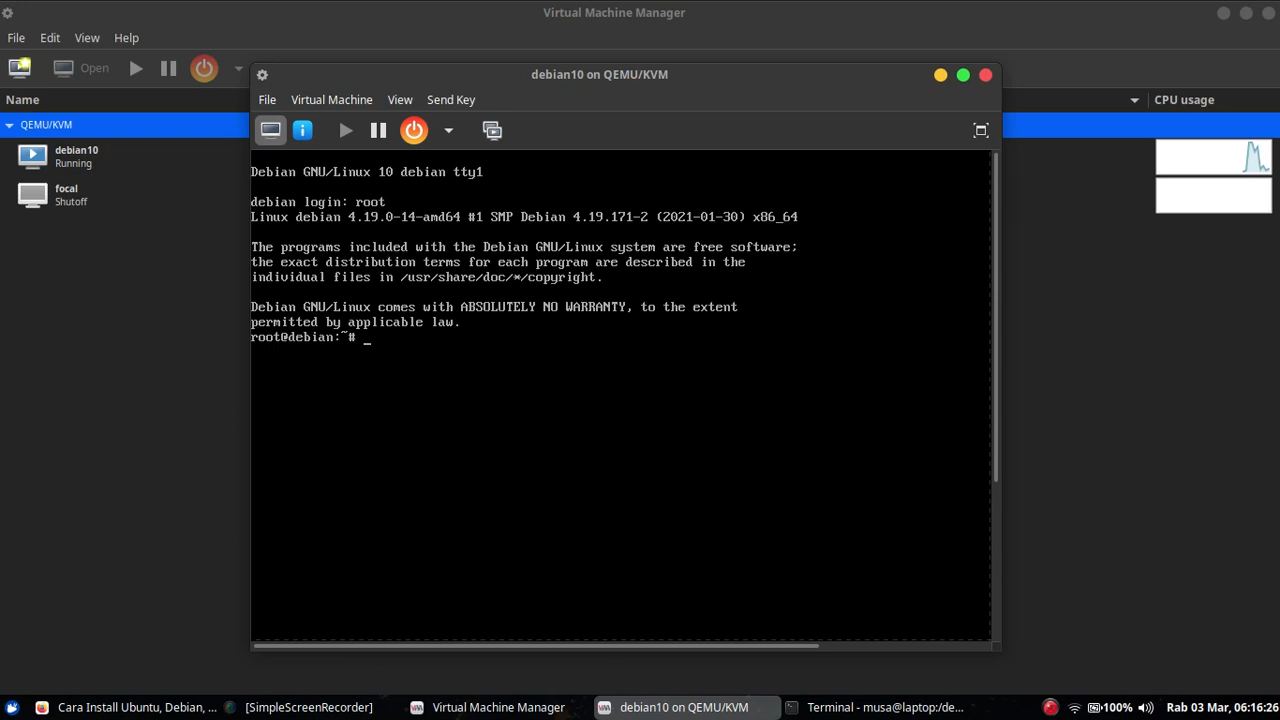 Virtual Machine Manager
File Edit View Help
Open
Name CPU usage
QEMU/KVM
debian10
Running
focal
Shutoff
debian10 on QEMU/KVM
File Virtual Machine View Send Key
Debian GNU/Linux 10 debian tty1
debian login: root
Linux debian 4.19.0-14-amd64 #1 SMP Debian 4.19.171-2 (2021-01-30) x86_64
The programs included with the Debian GNU/Linux system are free software;
the exact distribution terms for each program are described in the
individual files in /usr/share/doc/*/copyright.
Debian GNU/Linux comes with ABSOLUTELY NO WARRANTY, to the extent
permitted by applicable law.
root@debian:~# _
Cara Install Ubuntu, Debian, ... [SimpleScreenRecorder] Virtual Machine Manager debian10 on QEMU/KVM Terminal - musa@laptop:/de... 100% Rab 03 Mar, 06:16:26